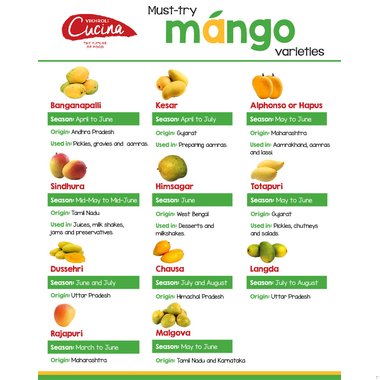 Must-try
VIKHROLI
Cucina
THE FUTURE
OF FOOD
mango
varieties
Banganapalli
Kesar
Alphonso or Hapus
Season: April to June
Season: April to July
Season: May to June
Origin: Andhra Pradesh
Origin: Gujarat
Origin: Maharashtra
Used in: Pickles, gravies and aamras.
Used in: Preparing aamras.
Used in: Aamrakhand, aamras
and lassi.
Sindhura
Himsagar
Totapuri
Season: Mid-May to Mid-June
Season: June
Season: May to June
Origin: Tamil Nadu
Origin: West Bengal
Origin: Gujarat
Used in: Juices, milk shakes,
jams and preservatives.
Used in: Desserts and
milkshakes.
Used in: Pickles, chutneys
and salads.
Dussehri
Chausa
Langda
Season: June and July
Season: July and August
Season: July to August
Origin: Uttar Pradesh
Origin: Himachal Pradesh
Origin: Uttar Pradesh
Rajapuri
Malgova
Season: March to June
Season: May to June
Origin: Maharashtra
Origin: Tamil Nadu and Karnataka